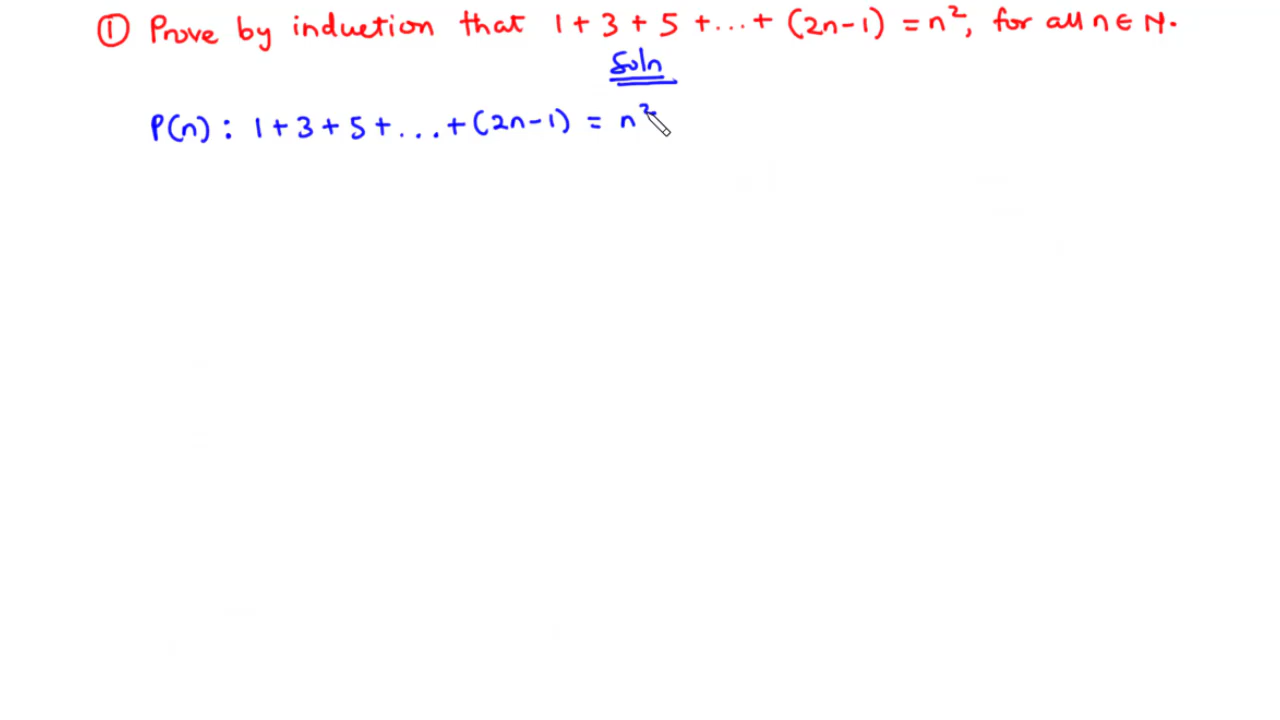 ① Prove by induction that 1 + 3 + 5 + ... + (2n-1) = n², for all n ∈ N.
Soln
P(n) : 1 + 3 + 5 + ... + (2n-1) = n²